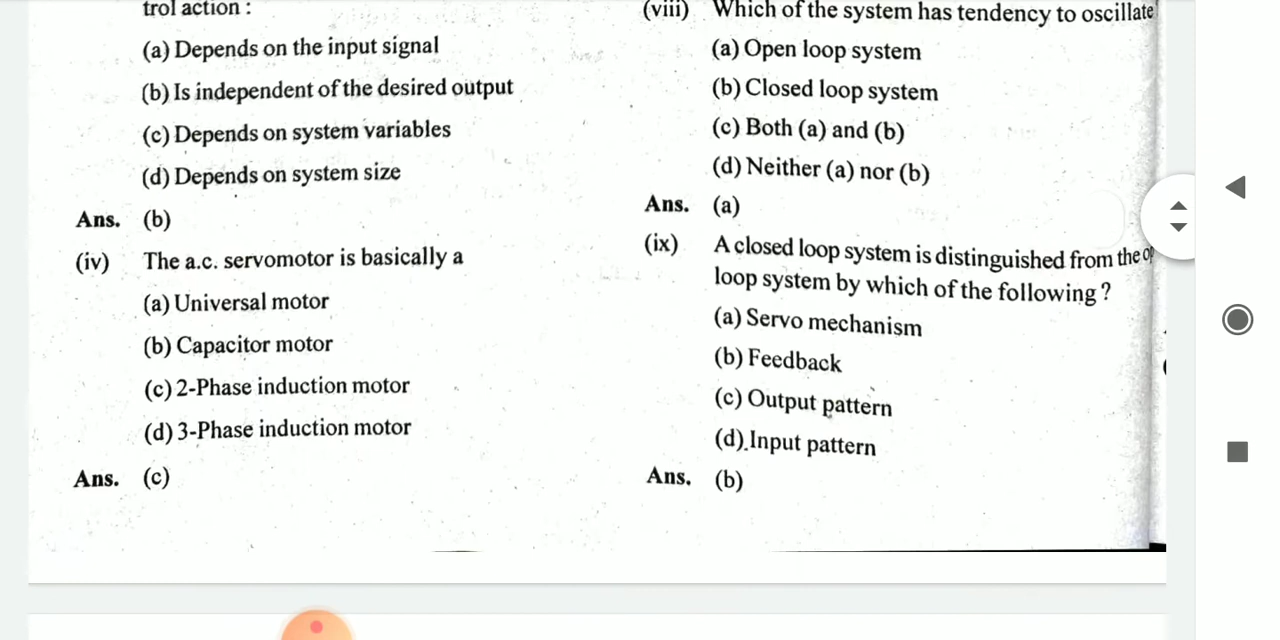 trol action :
(a) Depends on the input signal
(b) Is independent of the desired output
(c) Depends on system variables
(d) Depends on system size
Ans. (b)
(iv) The a.c. servomotor is basically a
(a) Universal motor
(b) Capacitor motor
(c) 2-Phase induction motor
(d) 3-Phase induction motor
Ans. (c)
(viii) Which of the system has tendency to oscillate
(a) Open loop system
(b) Closed loop system
(c) Both (a) and (b)
(d) Neither (a) nor (b)
Ans. (a)
(ix) A closed loop system is distinguished from the
loop system by which of the following ?
(a) Servo mechanism
(b) Feedback
(c) Output pattern
(d) Input pattern
Ans. (b)